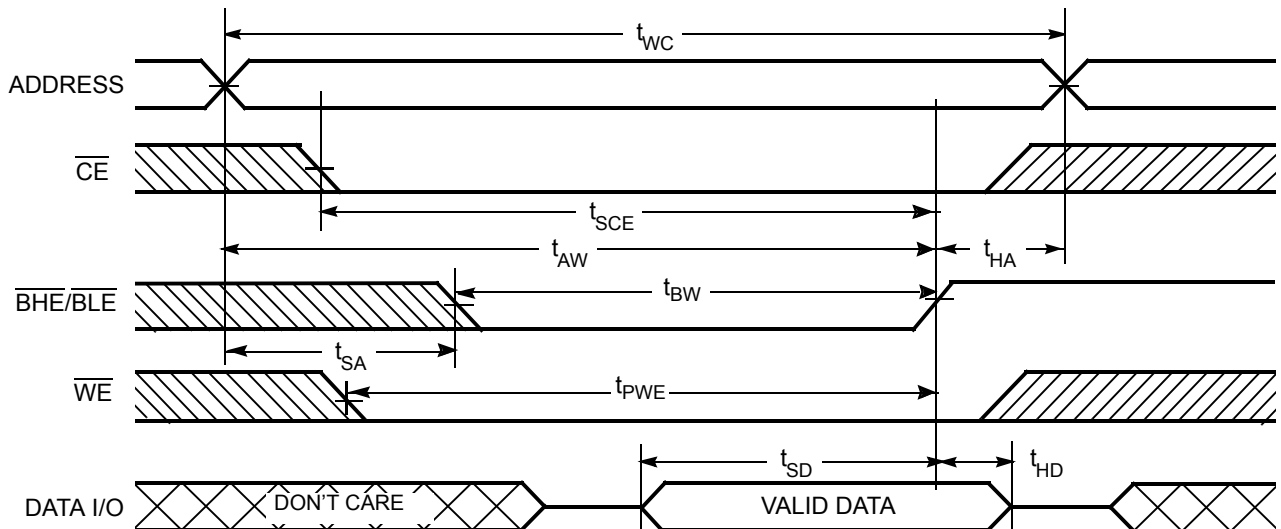 tWC
ADDRESS
CE
tSCE
tAW
tHA
BHE/BLE
tBW
tSA
WE
tPWE
tSD
tHD
DATA I/O
DON'T CARE
VALID DATA